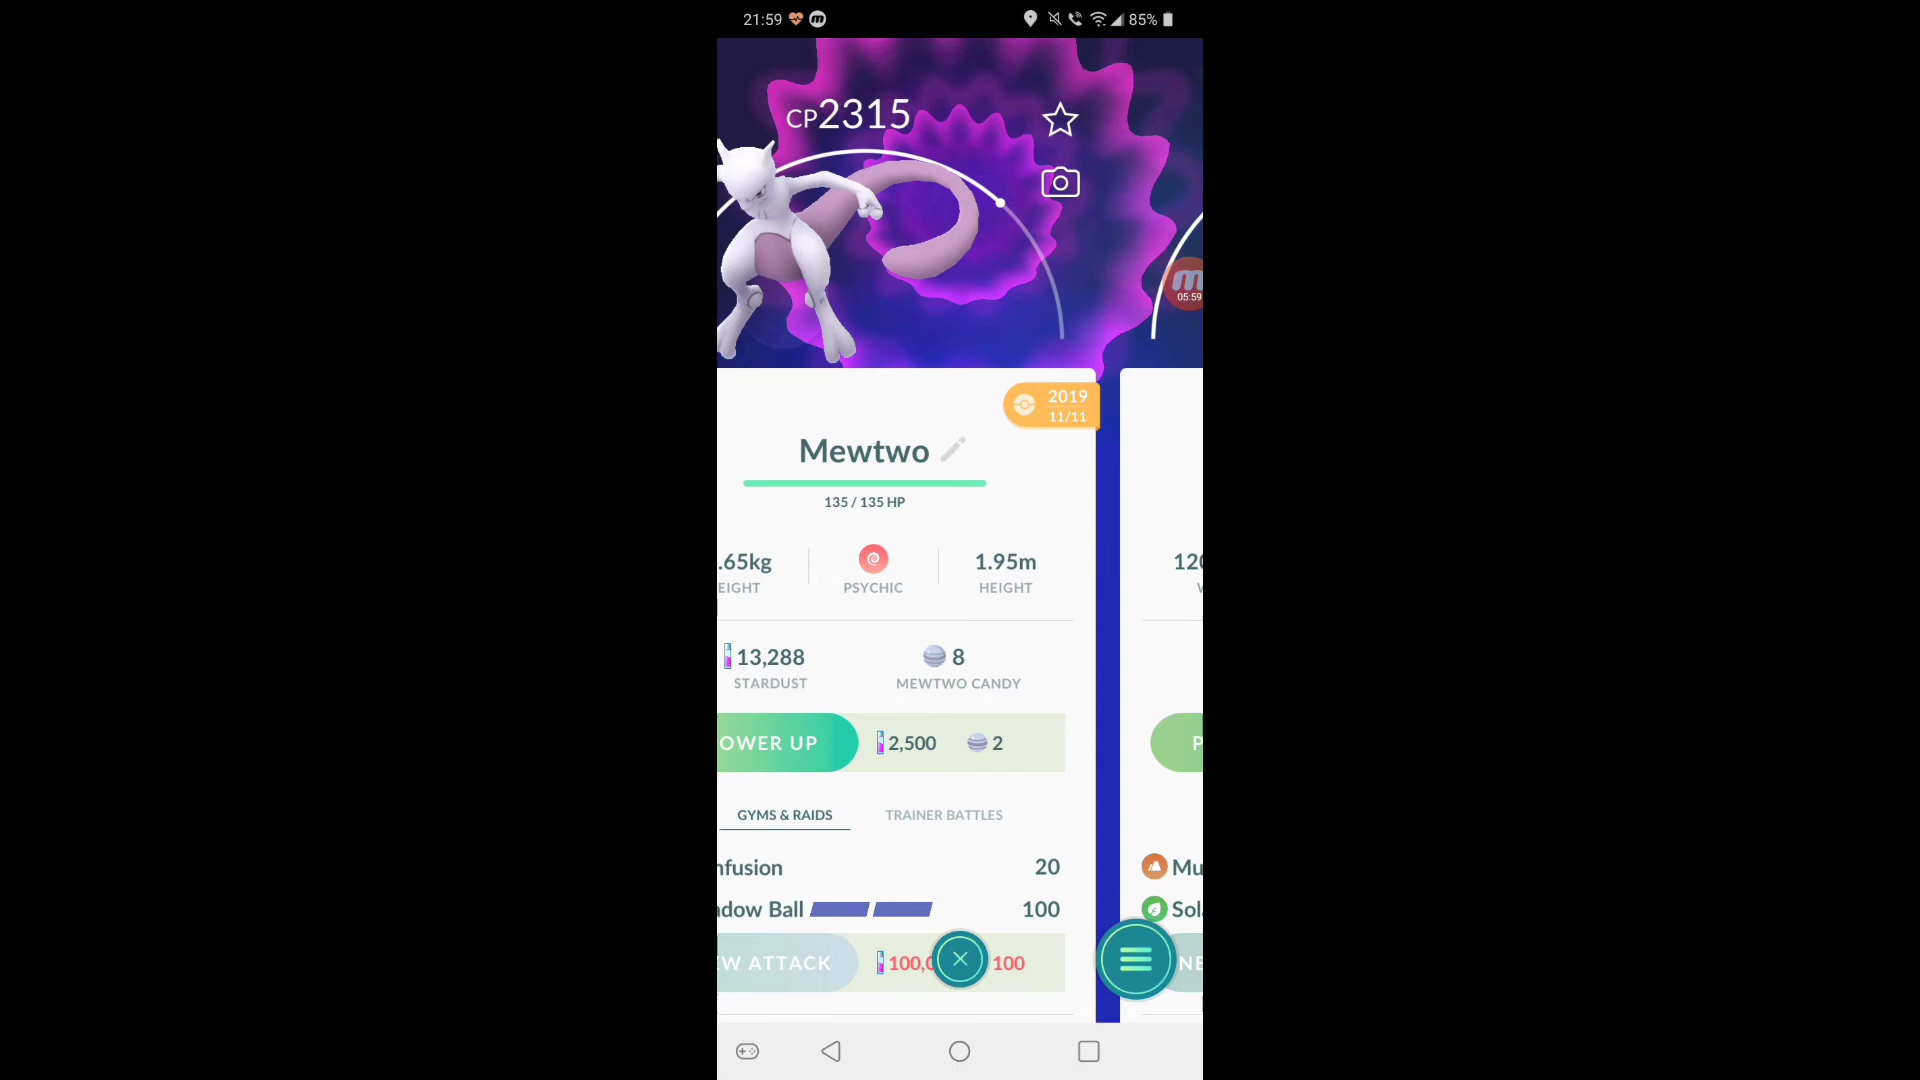 21:59
85%
CP2315
05:59
2019
11/11
Mewtwo
135 / 135 HP
.65kg
EIGHT
PSYCHIC
1.95m
HEIGHT
120
W
13,288
STARDUST
8
MEWTWO CANDY
OWER UP
2,500
2
P
GYMS & RAIDS
TRAINER BATTLES
nfusion
20
Mu
adow Ball
100
Sola
EW ATTACK
100,0
100
NE